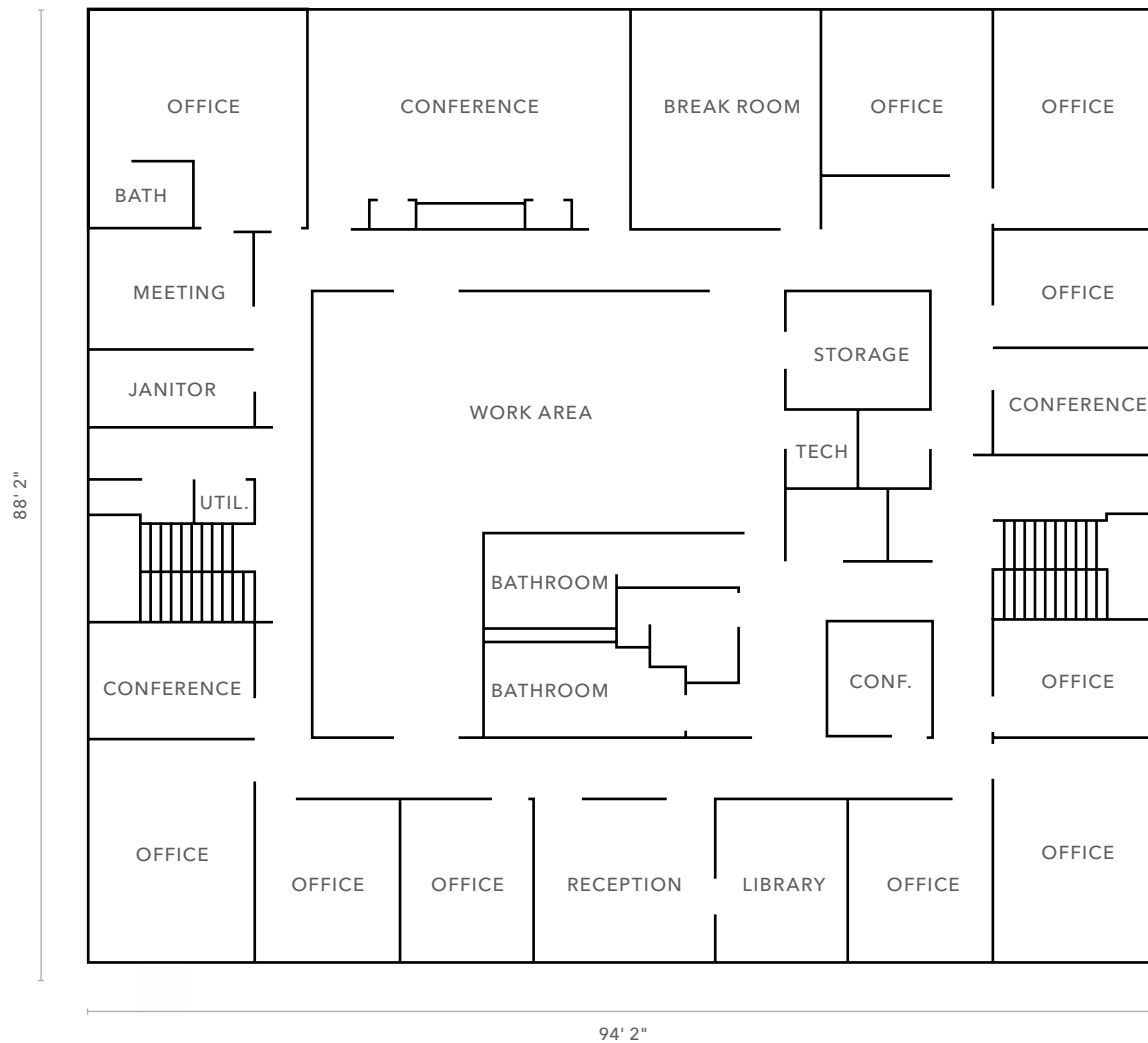 OFFICE
CONFERENCE
BREAK ROOM
OFFICE
OFFICE
BATH
MEETING
OFFICE
STORAGE
JANITOR
CONFERENCE
WORK AREA
TECH
88' 2"
UTIL.
BATHROOM
CONF.
OFFICE
CONFERENCE
BATHROOM
OFFICE
OFFICE
OFFICE
OFFICE
RECEPTION
LIBRARY
OFFICE
94' 2"